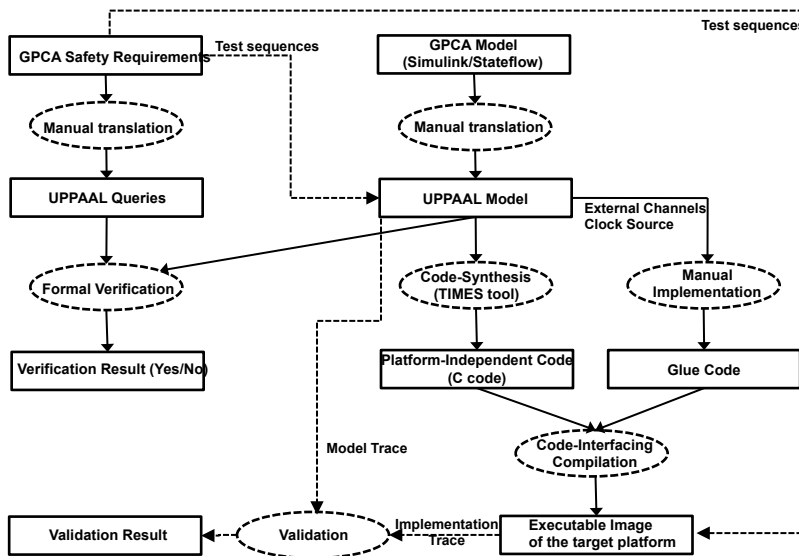 Test sequences
Test sequences
GPCA Safety Requirements
GPCA Model
(Simulink/Stateflow)
Manual translation
Manual translation
UPPAAL Queries
UPPAAL Model
External Channels
Clock Source
Formal Verification
Code-Synthesis
(TIMES tool)
Manual
Implementation
Verification Result (Yes/No)
Platform-Independent Code
(C code)
Glue Code
Model Trace
Code-Interfacing
Compilation
Validation Result
Validation
Implementation
Trace
Executable Image
of the target platform